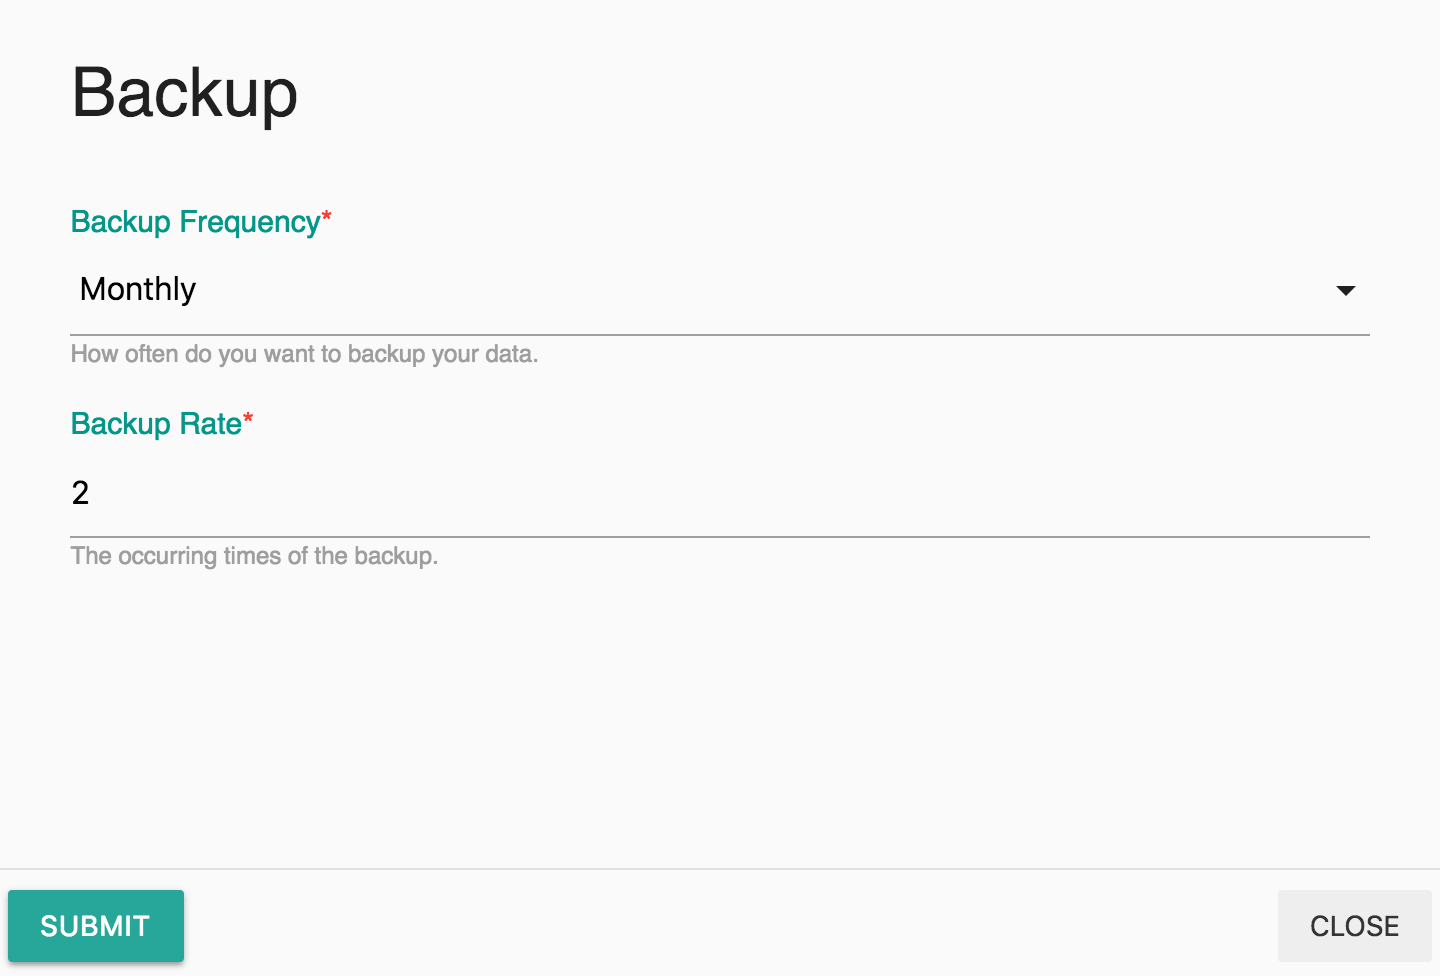 Backup
Backup Frequency*
Monthly
How often do you want to backup your data.
Backup Rate*
2
The occurring times of the backup.
SUBMIT
CLOSE